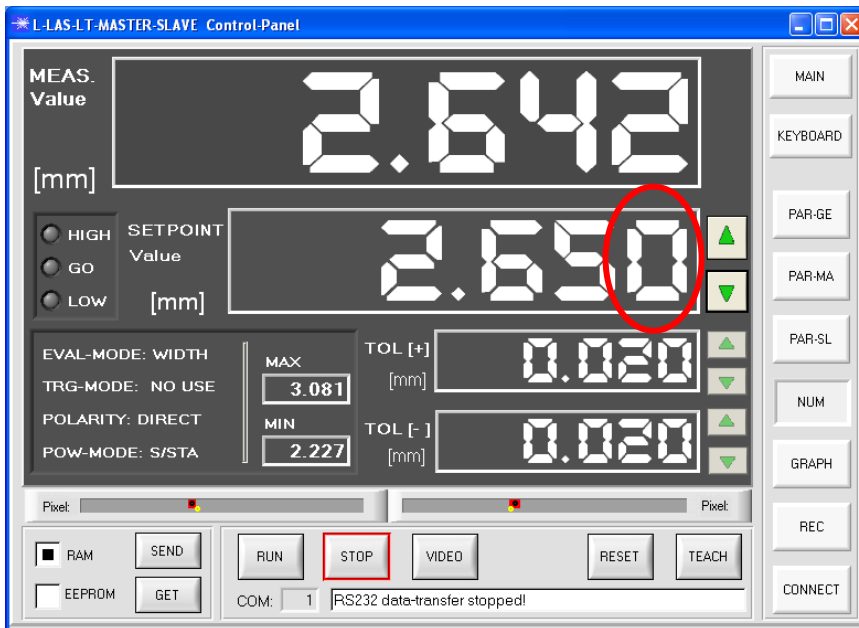 L-LAS-LT-MASTER-SLAVE Control-Panel
MEAS.
Value
[mm]
2.642
HIGH
GO
LOW
SETPOINT
Value
[mm]
2.650
EVAL-MODE: WIDTH
TRG-MODE: NO USE
POLARITY: DIRECT
POW-MODE: S/STA
MAX
3.081
MIN
2.227
TOL [+]
[mm]
0.020
TOL [-]
[mm]
0.020
Pixel:
Pixel:
RAM
SEND
EEPROM
GET
RUN
STOP
VIDEO
RESET
TEACH
COM: 1 RS232 data-transfer stopped!
MAIN
KEYBOARD
PAR-GE
PAR-MA
PAR-SL
NUM
GRAPH
REC
CONNECT